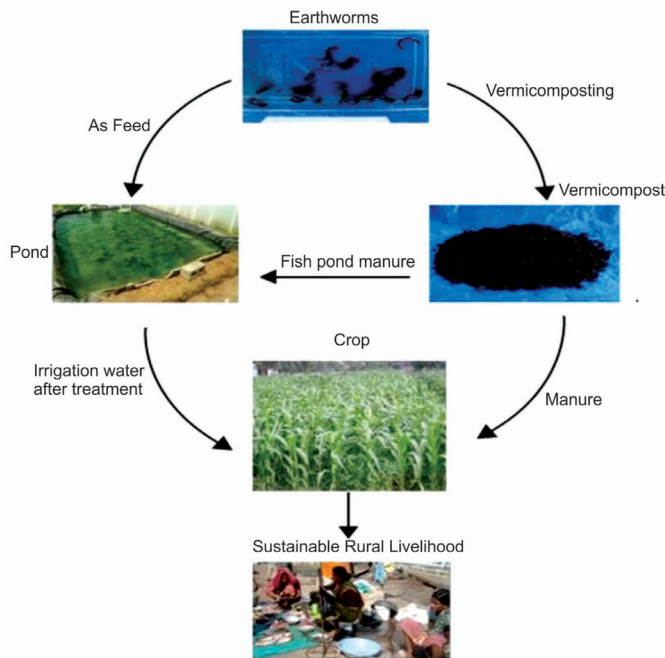 Earthworms
Vermicomposting
As Feed
Vermicompost
Pond
Fish pond manure
Crop
Irrigation water
after treatment
Manure
Sustainable Rural Livelihood